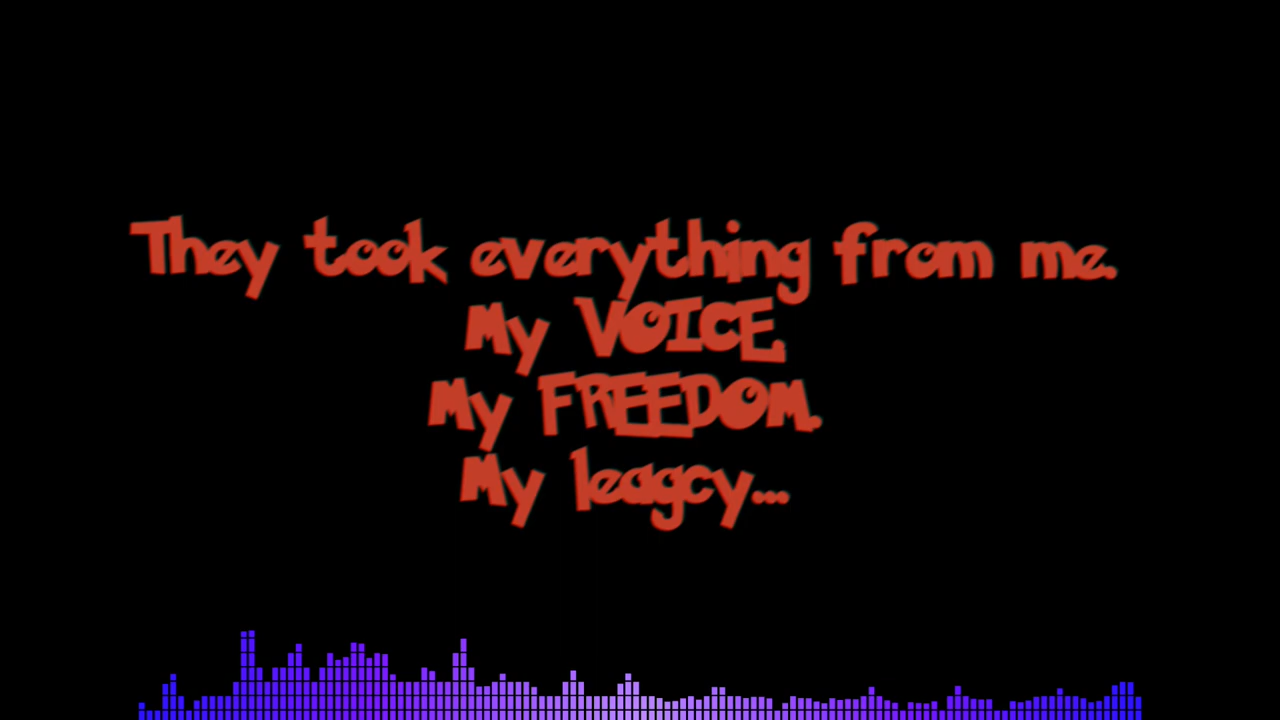 They took everything from me.
My VOICE.
My FREEDOM.
My leagcy...